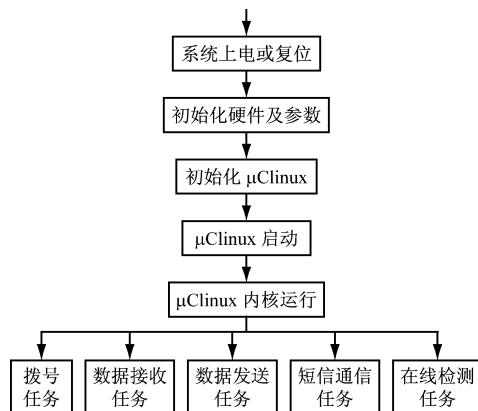 系统上电或复位
初始化硬件及参数
初始化 μClinux
μClinux 启动
μClinux 内核运行
拨号
任务
数据接收
任务
数据发送
任务
短信通信
任务
在线检测
任务